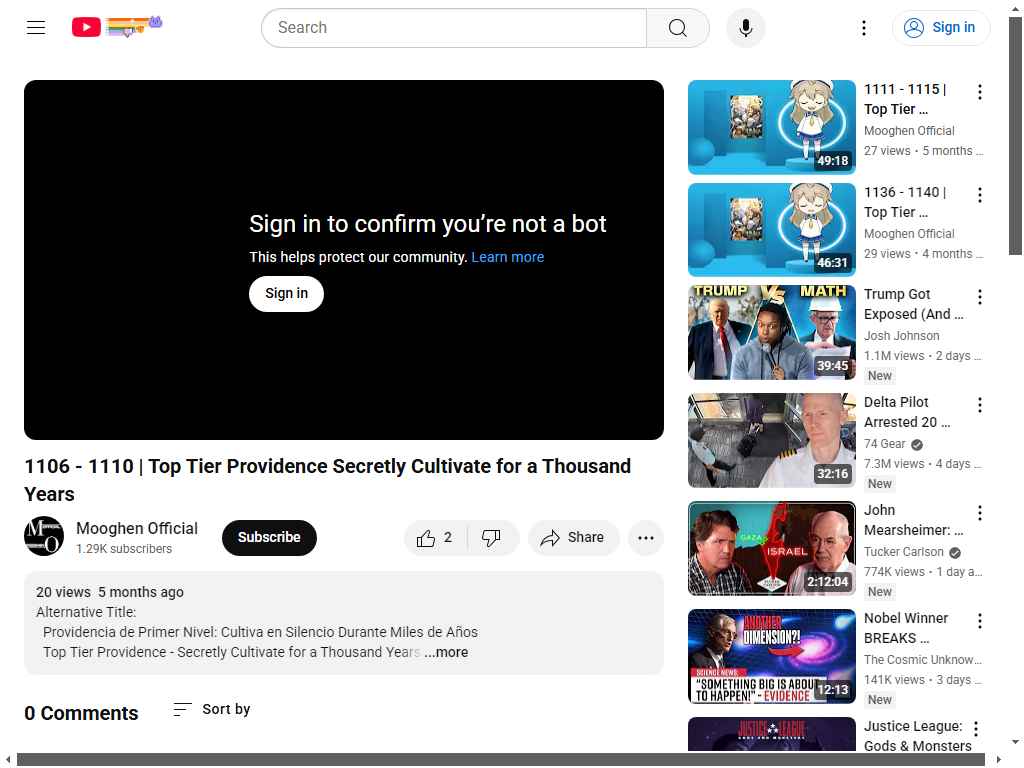 Search
Sign in
Sign in to confirm you’re not a bot
This helps protect our community. Learn more
Sign in
1106 - 1110 | Top Tier Providence Secretly Cultivate for a Thousand
Years
Mooghen Official
1.29K subscribers
Subscribe
2
Share
20 views 5 months ago
Alternative Title:
Providencia de Primer Nivel: Cultiva en Silencio Durante Miles de Años
Top Tier Providence - Secretly Cultivate for a Thousand Years ...more
0 Comments
Sort by
49:18
1111 - 1115 |
Top Tier ...
Mooghen Official
27 views • 5 months ...
46:31
1136 - 1140 |
Top Tier ...
Mooghen Official
29 views • 4 months ...
TRUMP VS MATH
39:45
Trump Got
Exposed (And ...
Josh Johnson
1.1M views • 2 days ...
New
32:16
Delta Pilot
Arrested 20 ...
74 Gear
7.3M views • 4 days ...
New
GAZA
ISRAEL
2:12:04
John
Mearsheimer: ...
Tucker Carlson
774K views • 1 day a...
New
ANOTHER
DIMENSION?!
SCIENCE NEWS:
“SOMETHING BIG IS ABOUT
TO HAPPEN!” - EVIDENCE
12:13
Nobel Winner
BREAKS ...
The Cosmic Unknow...
141K views • 3 days ...
New
JUSTICE LEAGUE
GODS AND MONSTERS
Justice League:
Gods & Monsters